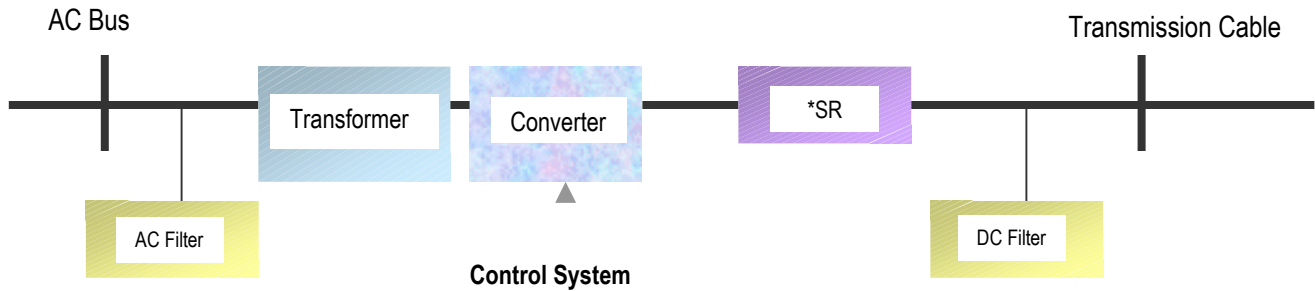 AC Bus
Transmission Cable
Transformer
Converter
*SR
AC Filter
DC Filter
Control System